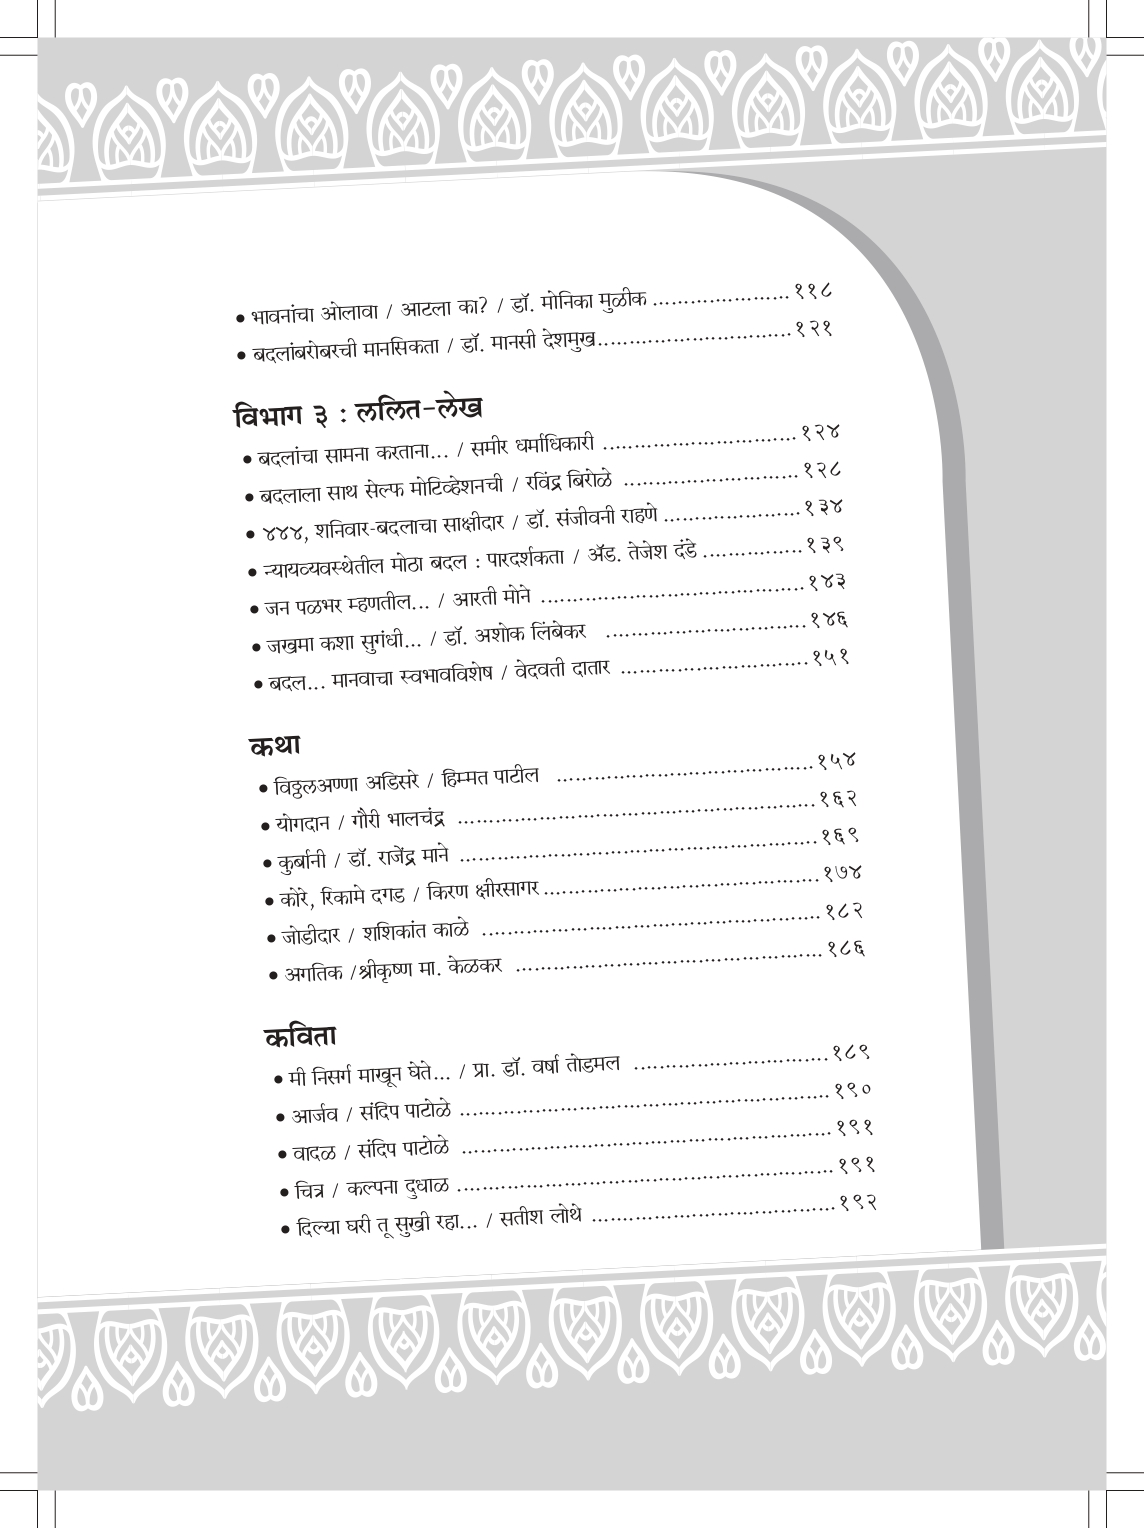 • भावनांचा ओलावा / आटला का? / डॉ. मोनिका मुळीक ...................... ११८
• बदलांबरोबरची मानसिकता / डॉ. मानसी देशमुख............................... १२१
विभाग ३ : ललित-लेख
• बदलांचा सामना करताना... / समीर धर्माधिकारी ............................... १२४
• बदलाला साथ सेल्फ मोटिव्हेशनची / रविंद्र बिरोळे ............................ १२८
• ४४४, शनिवार-बदलाचा साक्षीदार / डॉ. संजीवनी राहणे ...................... १३४
• न्यायव्यवस्थेतील मोठा बदल : पारदर्शकता / ॲड. तेजेश दंडे ................ १३९
• जन पळभर म्हणतील... / आरती मोने .......................................... १४३
• जखमा कशा सुगंधी... / डॉ. अशोक लिंबेकर ................................ १४६
• बदल... मानवाचा स्वभावविशेष / वेदवती दातार .............................. १५१
कथा
• विठ्ठलअण्णा अडिसरे / हिम्मत पाटील ......................................... १५४
• योगदान / गौरी भालचंद्र ......................................................... १६२
• कुर्बानी / डॉ. राजेंद्र माने ......................................................... १६९
• कोरे, रिकामे दगड / किरण क्षीरसागर ............................................ १७४
• जोडीदार / शशिकांत काळे ...................................................... १८२
• अगतिक /श्रीकृष्ण मा. केळकर ................................................. १८६
कविता
• मी निसर्ग माखून घेते... / प्रा. डॉ. वर्षा तोडमल ............................... १८९
• आर्जव / संदिप पाटोळे ........................................................... १९०
• वादळ / संदिप पाटोळे ........................................................... १९१
• चित्र / कल्पना दुधाळ ............................................................ १९१
• दिल्या घरी तू सुखी रहा... / सतीश लोथे ....................................... १९२